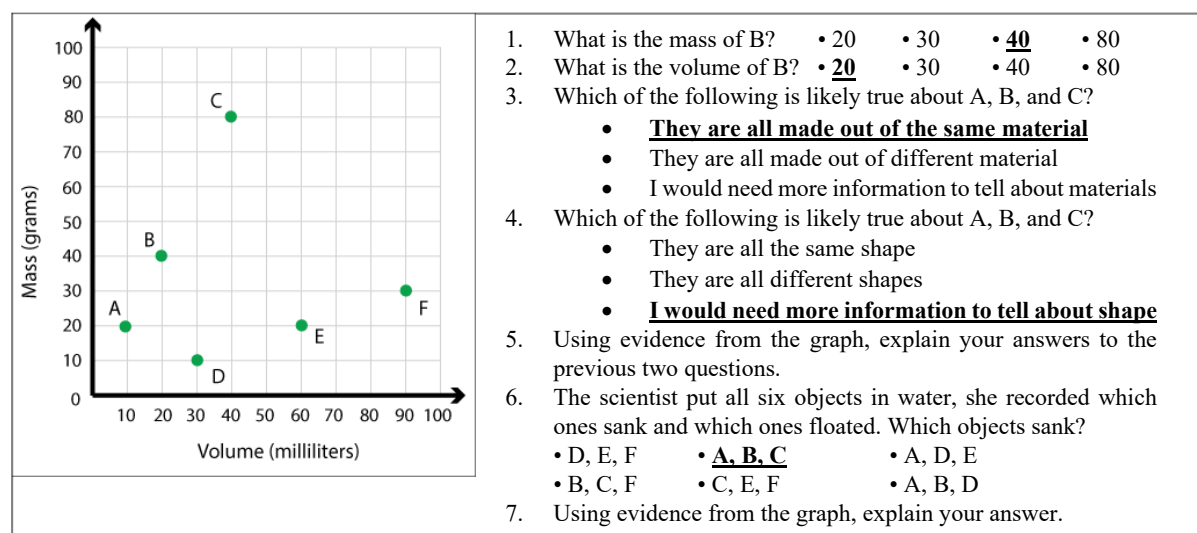 100
90
80
70
60
50
40
30
20
10
0
Mass (grams)
C
B
A
F
E
D
10 20 30 40 50 60 70 80 90 100
Volume (milliliters)
1. What is the mass of B? • 20 • 30 • 40 • 80
2. What is the volume of B? • 20 • 30 • 40 • 80
3. Which of the following is likely true about A, B, and C?
• They are all made out of the same material
• They are all made out of different material
• I would need more information to tell about materials
4. Which of the following is likely true about A, B, and C?
• They are all the same shape
• They are all different shapes
• I would need more information to tell about shape
5. Using evidence from the graph, explain your answers to the
previous two questions.
6. The scientist put all six objects in water, she recorded which
ones sank and which ones floated. Which objects sank?
• D, E, F • A, B, C • A, D, E
• B, C, F • C, E, F • A, B, D
7. Using evidence from the graph, explain your answer.